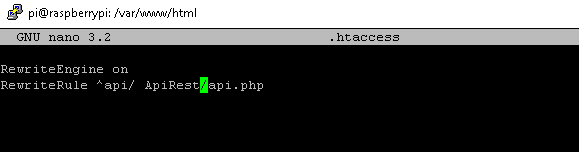 pi@raspberrypi: /var/www/html
GNU nano 3.2 .htaccess
RewriteEngine on
RewriteRule ^api/ ApiRest/api.php